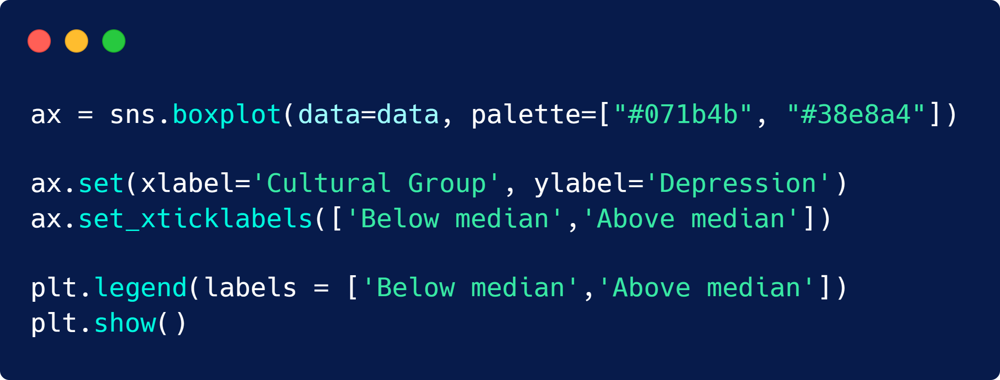 ax = sns.boxplot(data=data, palette=["#071b4b", "#38e8a4"])
ax.set(xlabel='Cultural Group', ylabel='Depression')
ax.set_xticklabels(['Below median','Above median'])
plt.legend(labels = ['Below median','Above median'])
plt.show()